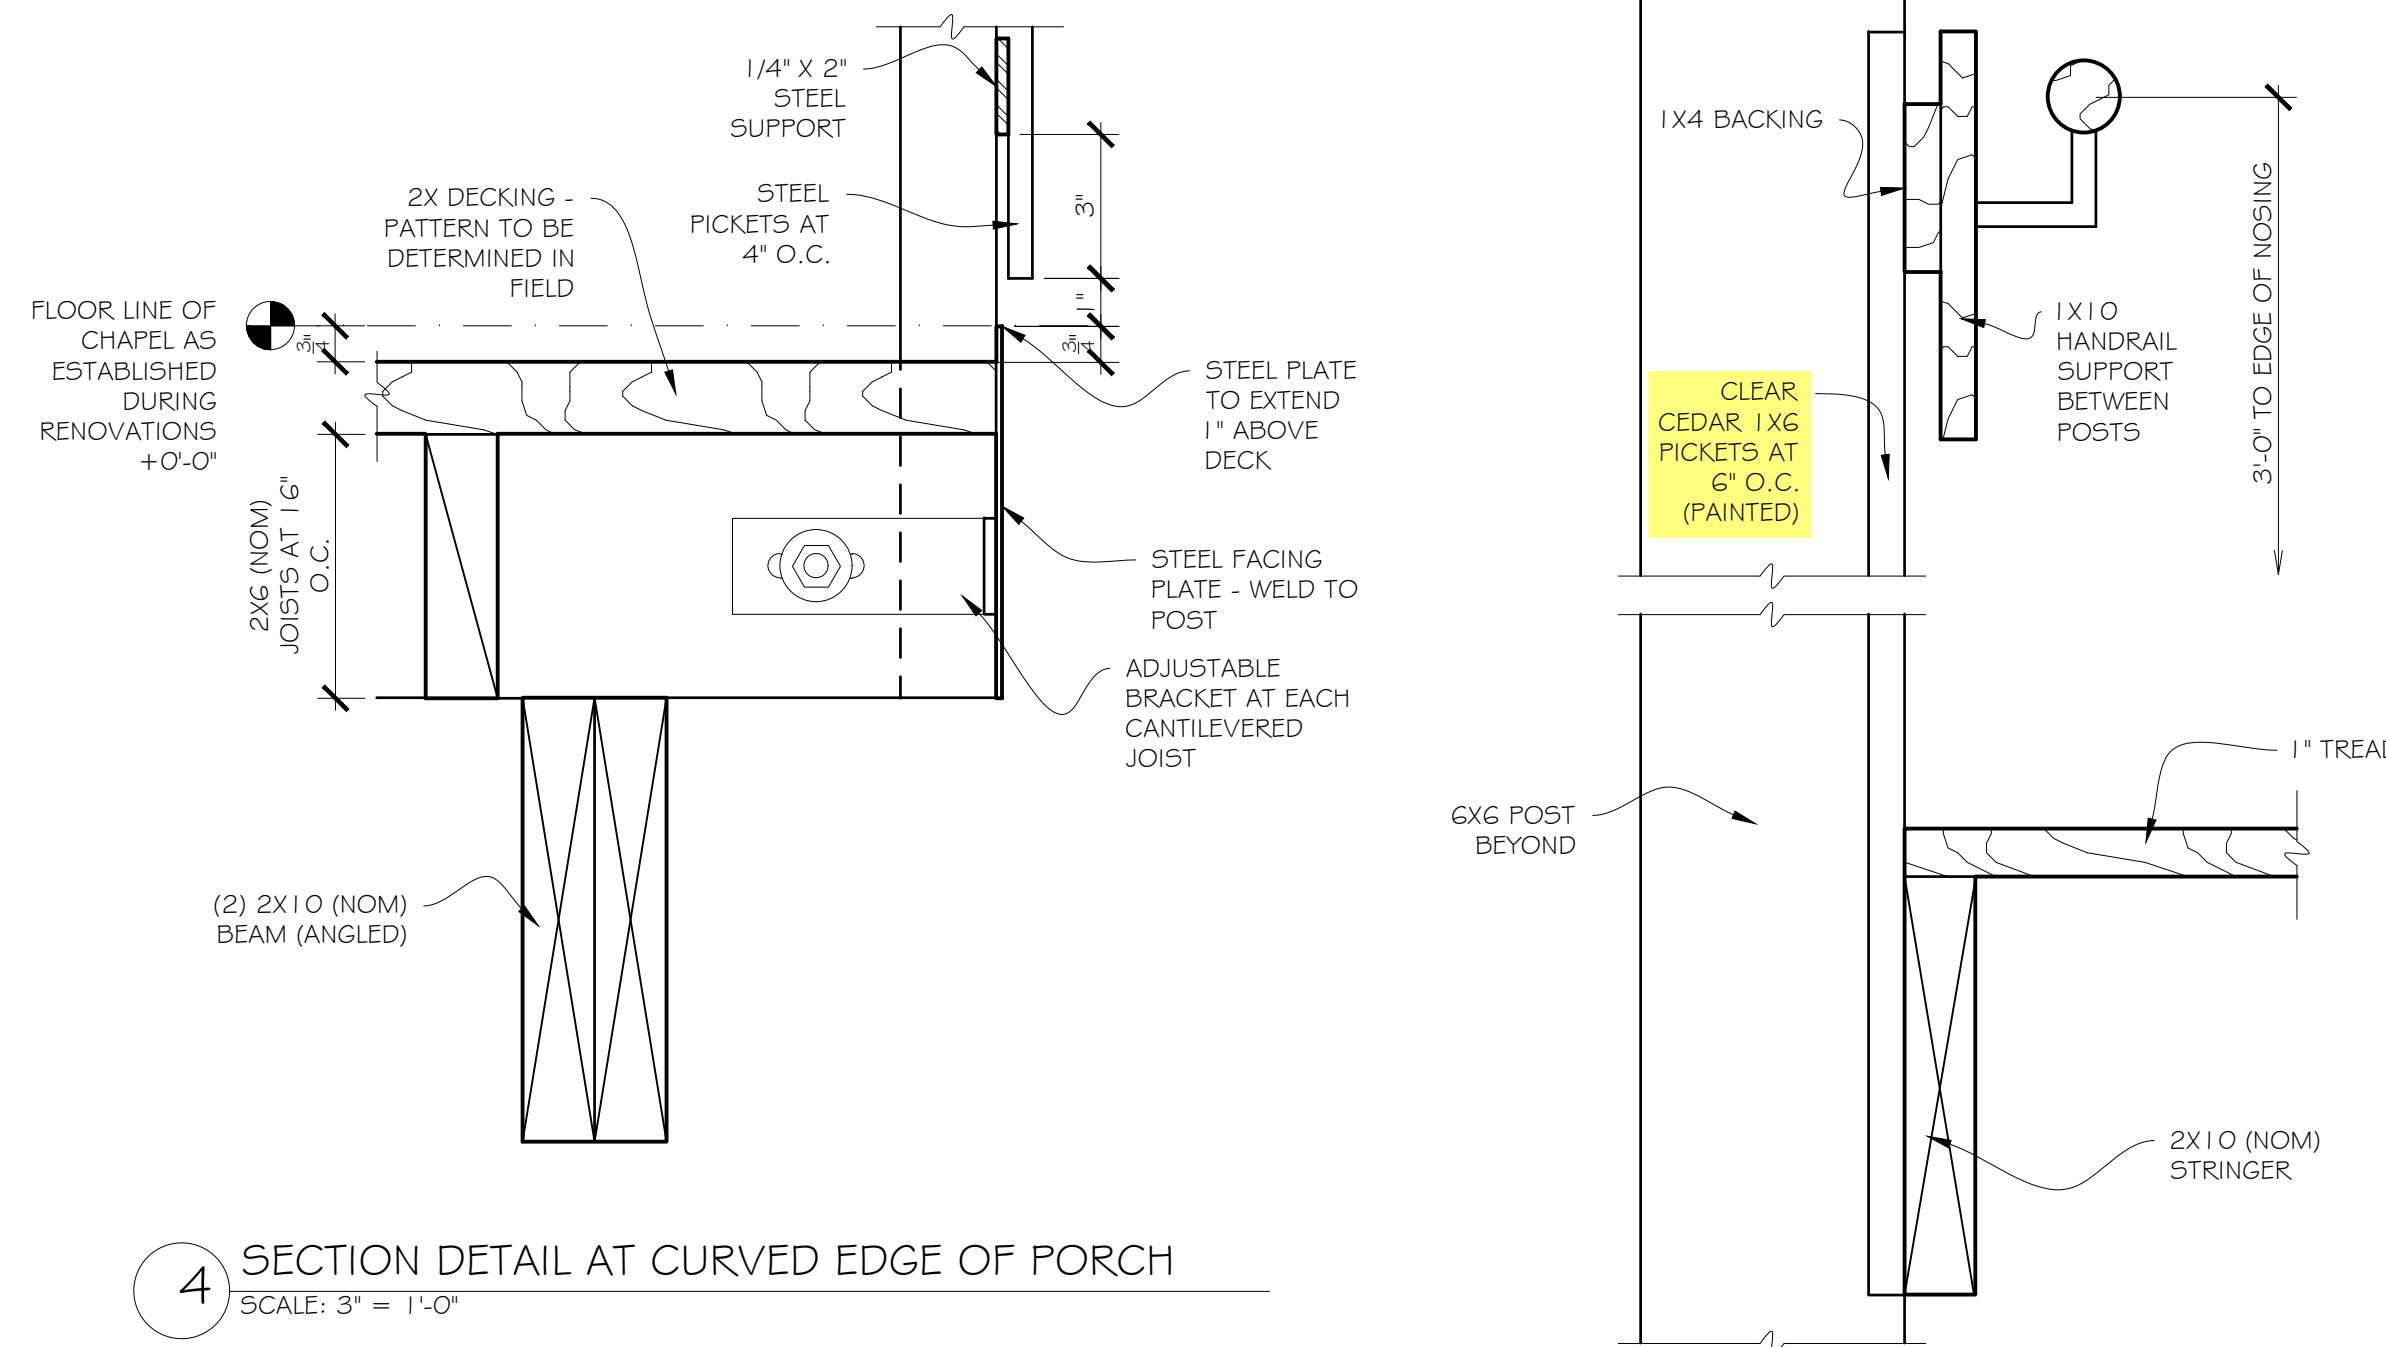 1/4" X 2"
STEEL
SUPPORT
2X DECKING -
PATTERN TO BE
DETERMINED IN
FIELD
STEEL
PICKETS AT
4" O.C.
3"
1"
3/4"
3/4"
FLOOR LINE OF
CHAPEL AS
ESTABLISHED
DURING
RENOVATIONS
+0'-0"
STEEL PLATE
TO EXTEND
1" ABOVE
DECK
2X6 (NOM)
JOISTS AT 16"
O.C.
STEEL FACING
PLATE - WELD TO
POST
ADJUSTABLE
BRACKET AT EACH
CANTILEVERED
JOIST
(2) 2X10 (NOM)
BEAM (ANGLED)
4
SECTION DETAIL AT CURVED EDGE OF PORCH
SCALE: 3" = 1'-0"
1X4 BACKING
3'-0" TO EDGE OF NOSING
1X10
HANDRAIL
SUPPORT
BETWEEN
POSTS
CLEAR
CEDAR 1X6
PICKETS AT
6" O.C.
(PAINTED)
1" TREA
6X6 POST
BEYOND
2X10 (NOM)
STRINGER